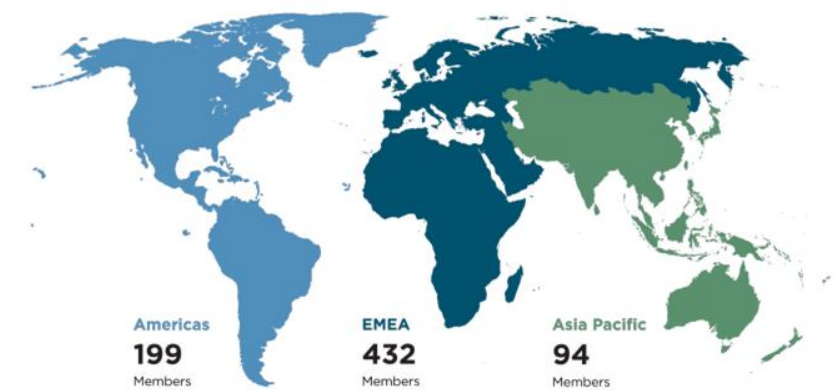 Americas
199
Members
EMEA
432
Members
Asia Pacific
94
Members